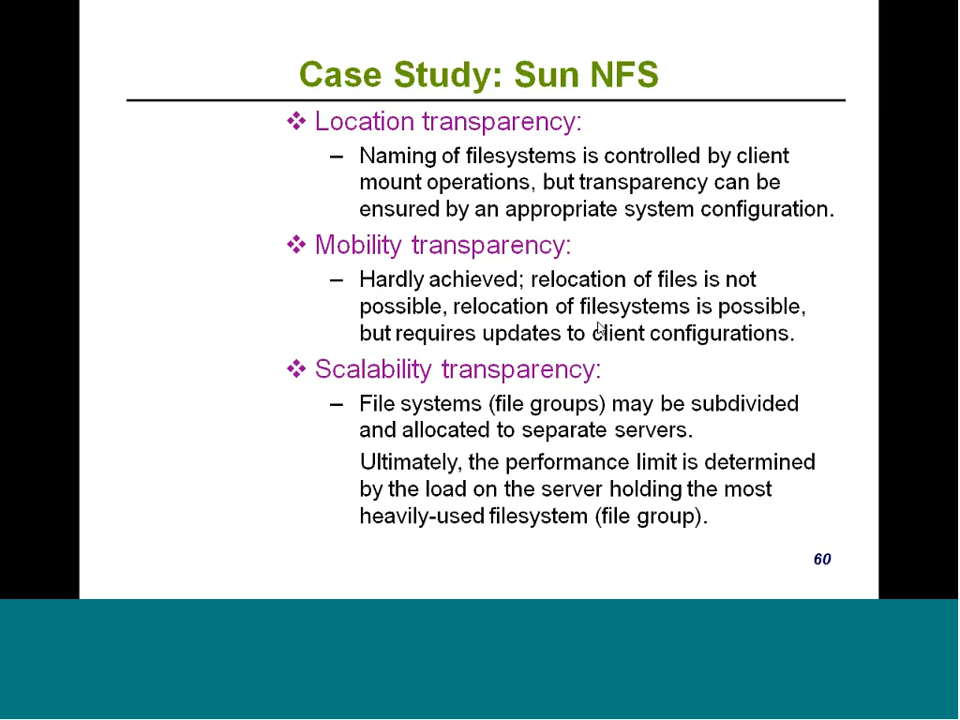 Case Study: Sun NFS
❖ Location transparency:
– Naming of filesystems is controlled by client
mount operations, but transparency can be
ensured by an appropriate system configuration.
❖ Mobility transparency:
– Hardly achieved; relocation of files is not
possible, relocation of filesystems is possible,
but requires updates to client configurations.
❖ Scalability transparency:
– File systems (file groups) may be subdivided
and allocated to separate servers.
Ultimately, the performance limit is determined
by the load on the server holding the most
heavily-used filesystem (file group).
60